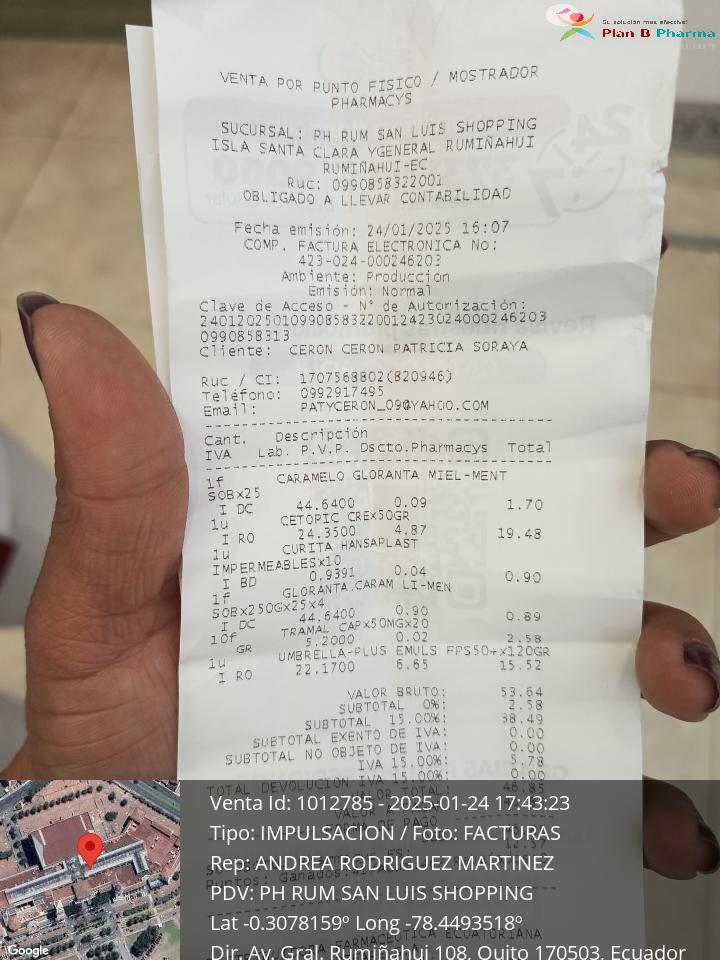 Su solución más efectiva!
Plan B Pharma
VENTA POR PUNTO FISICO / MOSTRADOR
PHARMACYS
SUCURSAL: PH RUM SAN LUIS SHOPPING
ISLA SANTA CLARA YGENERAL RUMIÑAHUI
RUMIÑAHUI-EC
Ruc: 0990858322001
OBLIGADO A LLEVAR CONTABILIDAD
Fecha emisión: 24/01/2025 16:07
COMP. FACTURA ELECTRONICA No:
423-024-000246203
Ambiente: Producción
Emisión: Normal
Clave de Acceso - N° de Autorización:
240120250109908583220012423024000246203
0990858313
Cliente: CERON CERON PATRICIA SORAYA
Ruc / CI: 1707568802(820946)
Teléfono: 0992917495
Email: PATYCERON_09@YAHOO.COM
Cant. Descripción
IVA Lab. P.V.P. Dscto.Pharmacys Total
1f CARAMELO GLORANTA MIEL-MENT
SOBx25
I DC 44.6400 0.09 1.70
1u CETOPIC CREx50GR
I RO 24.3500 4.87 19.48
1u CURITA HANSAPLAST
IMPERMEABLESx10
I BD 0.9391 0.04 0.90
1f GLORANTA.CARAM LI-MEN
SOBx250Gx25x4
I DC 44.6400 0.90 0.89
10f TRAMAL CAPx50MGx20
GR 5.2000 0.02 2.58
1u UMBRELLA-PLUS EMULS FPS50+x120GR
I RO 22.1700 6.65 15.52
VALOR BRUTO: 53.64
SUBTOTAL 0%: 2.58
SUBTOTAL 15.00%: 38.49
SUBTOTAL EXENTO DE IVA: 0.00
SUBTOTAL NO OBJETO DE IVA: 0.00
IVA 15.00%: 5.78
TOTAL DEVOLUCION IVA 15.00%: 0.00
VALOR TOTAL: 46.85
Venta Id: 1012785 - 2025-01-24 17:43:23
Tipo: IMPULSACION / Foto: FACTURAS
Rep: ANDREA RODRIGUEZ MARTINEZ
PDV: PH RUM SAN LUIS SHOPPING
Lat -0.3078159º Long -78.4493518º
Dir. Av. Gral. Rumiñahui 108, Quito 170503, Ecuador
Google